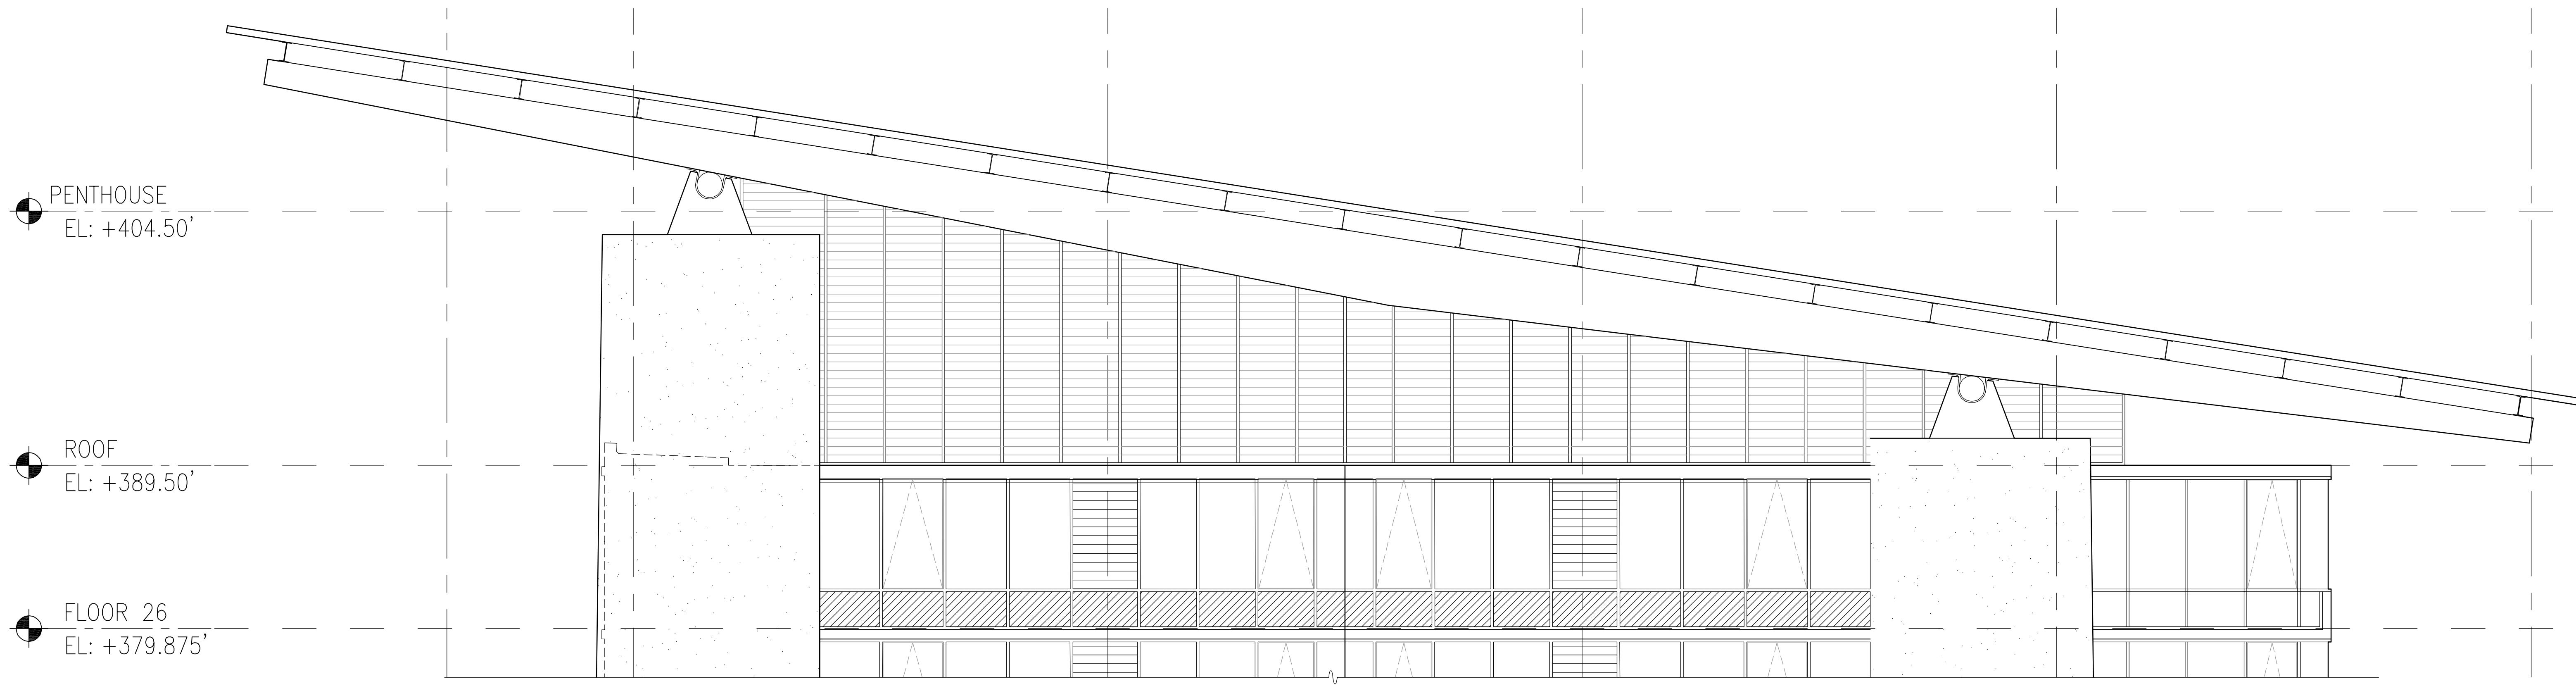 PENTHOUSE
EL: +404.50'
ROOF
EL: +389.50'
FLOOR 26
EL: +379.875'